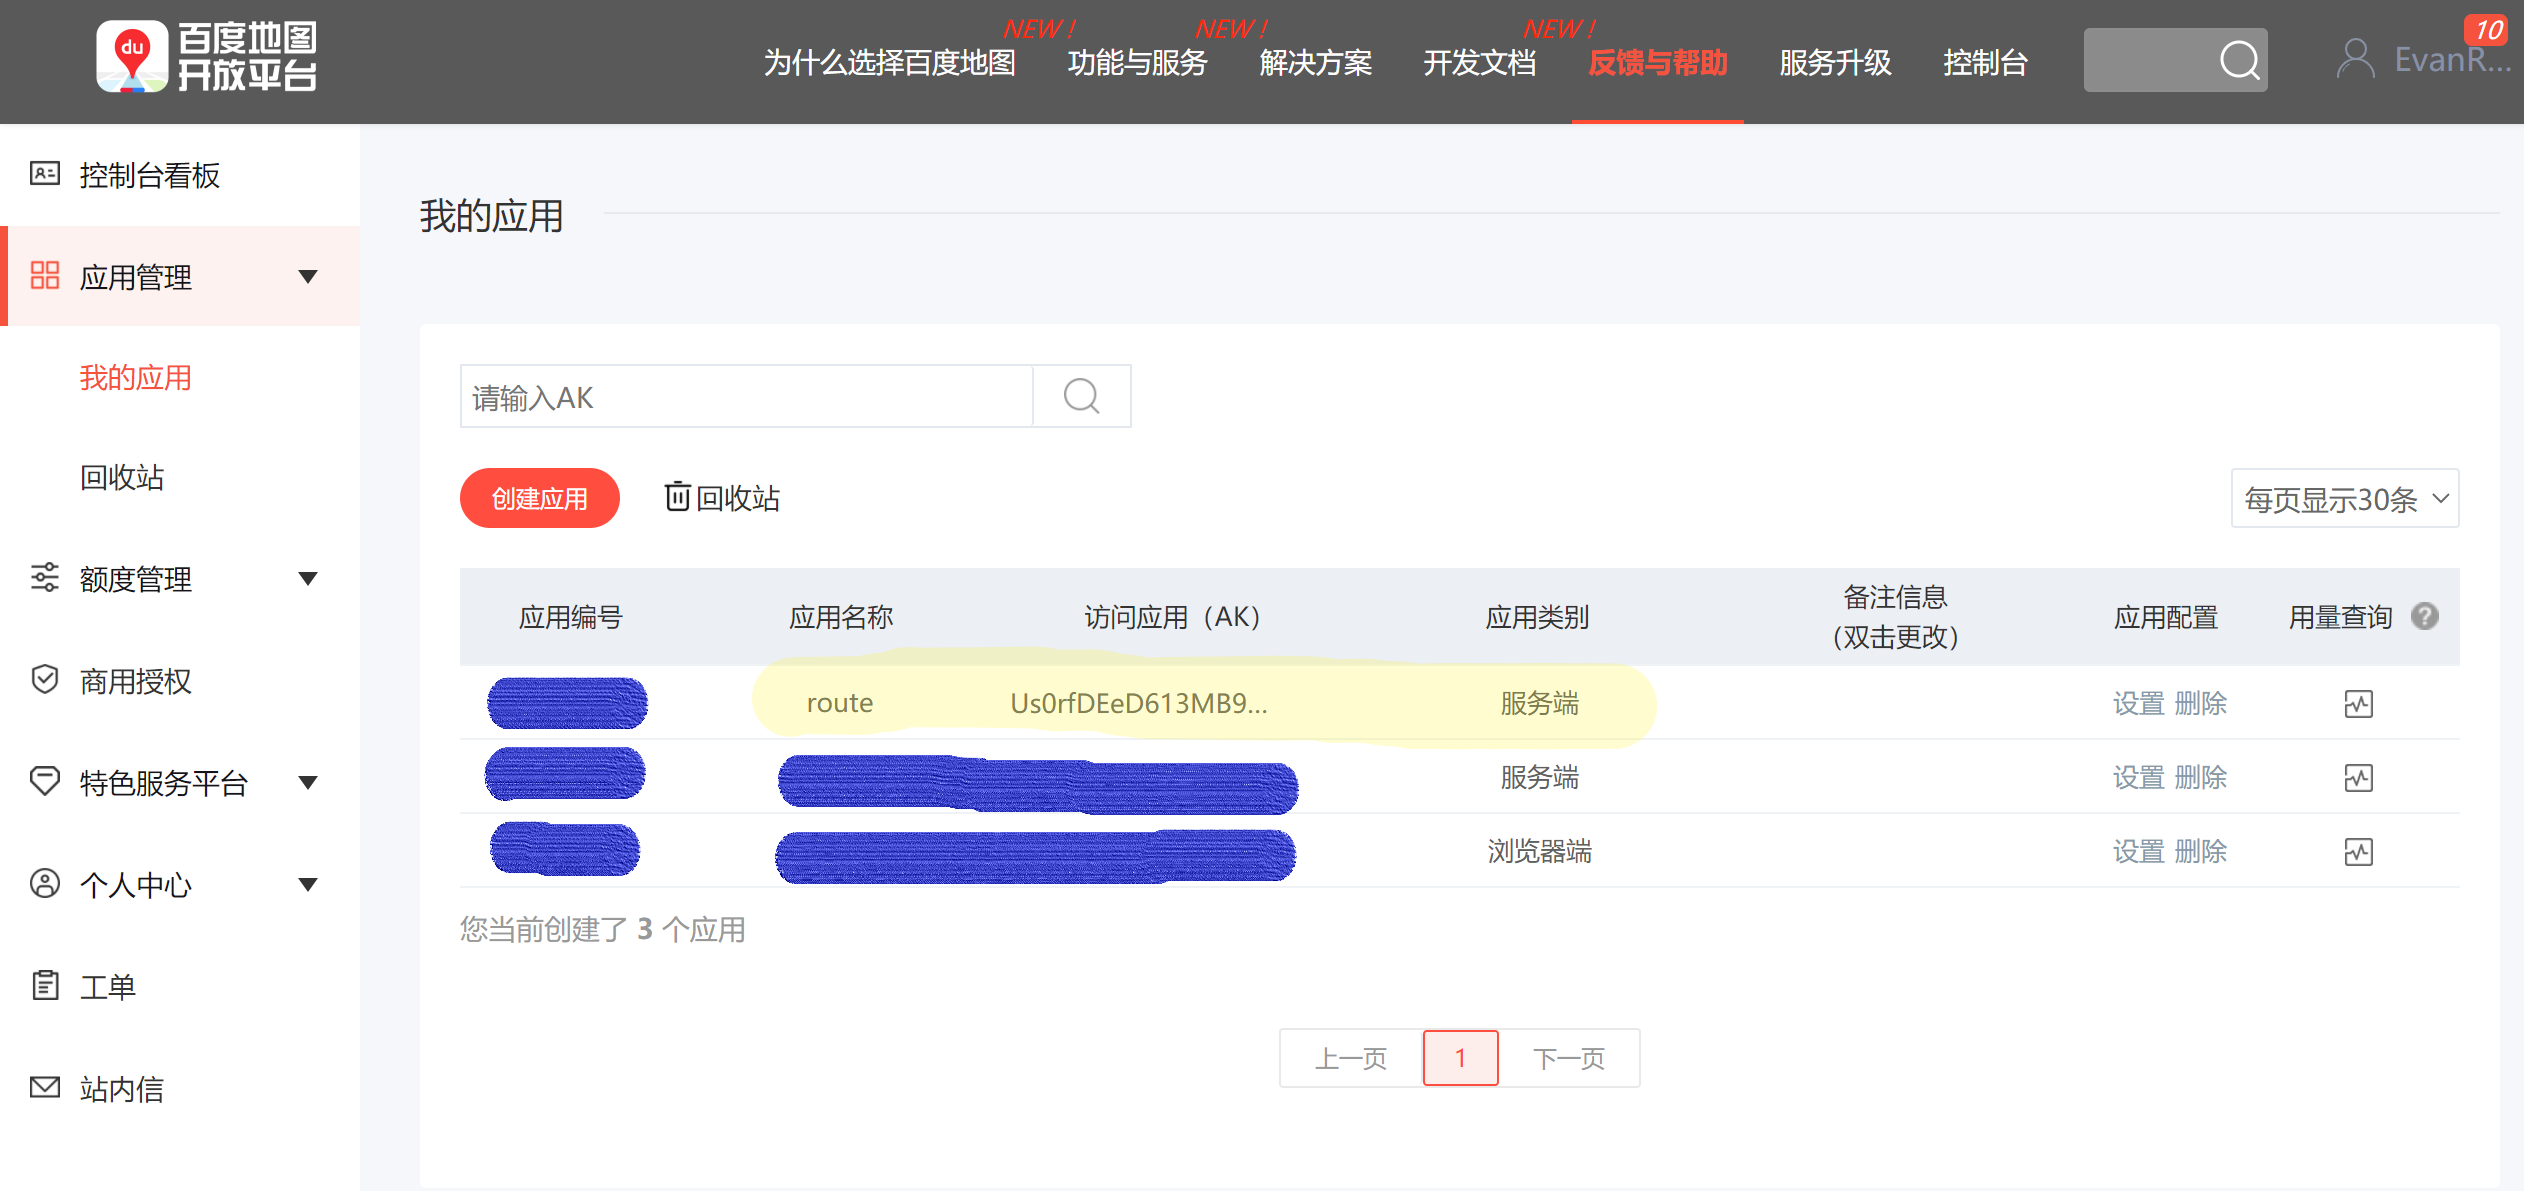 du 百度地图
开放平台
为什么选择百度地图 NEW！ 功能与服务 NEW！ 解决方案 开发文档 NEW！ 反馈与帮助 服务升级 控制台 EvanR... 10
控制台看板
应用管理
我的应用
回收站
额度管理
商用授权
特色服务平台
个人中心
工单
站内信
我的应用
请输入AK
创建应用 回收站 每页显示30条
应用编号 应用名称 访问应用（AK） 应用类别 备注信息 应用配置 用量查询 ?
（双击更改）
route Us0rfDEeD613MB9... 服务端 设置 删除
服务端 设置 删除
浏览器端 设置 删除
您当前创建了 3 个应用
上一页 1 下一页